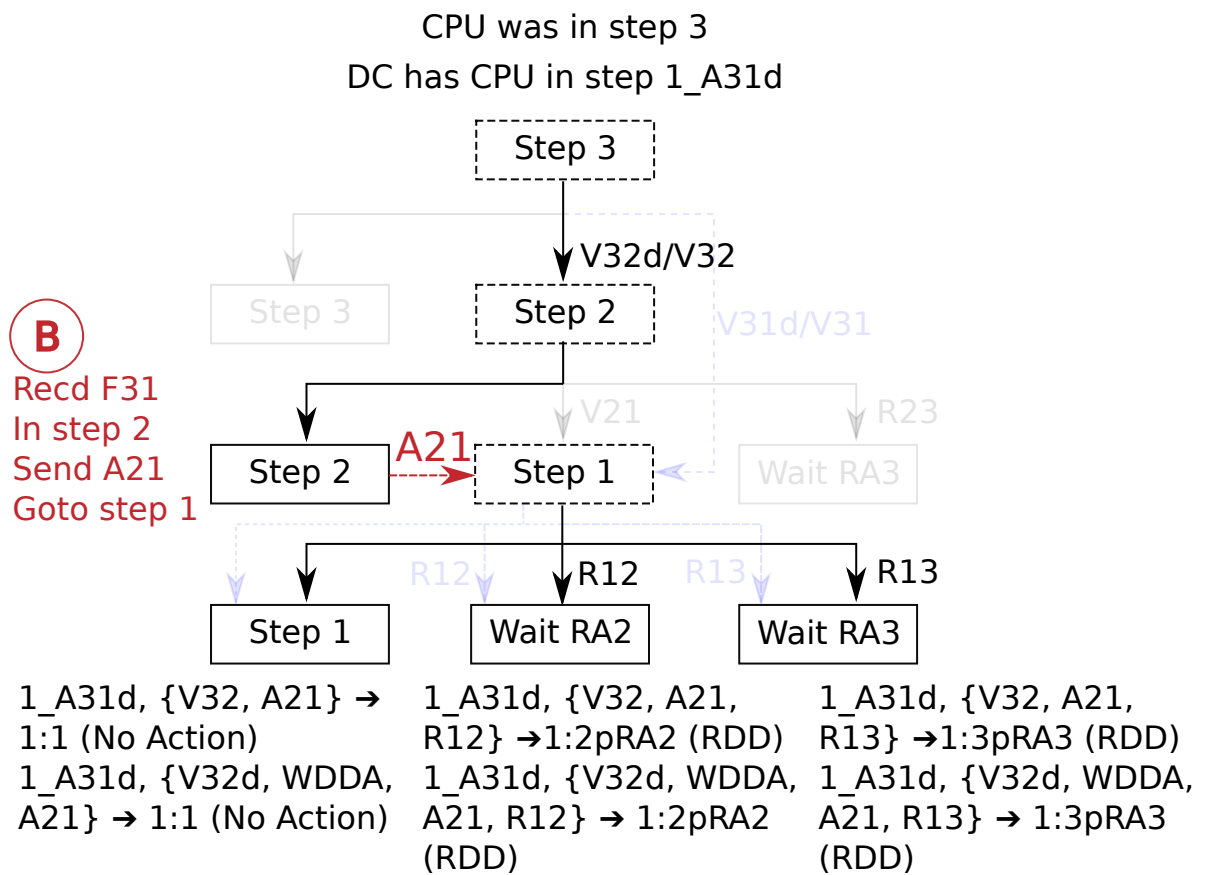 CPU was in step 3
DC has CPU in step 1_A31d
Step 3
V32d/V32
Step 3
Step 2
V31d/V31
B
Recd F31
In step 2
Send A21
Goto step 1
V21
R23
A21
Step 2
Step 1
Wait RA3
R12
R12
R13
R13
Step 1
Wait RA2
Wait RA3
1_A31d, {V32, A21} ➔
1:1 (No Action)
1_A31d, {V32d, WDDA,
A21} ➔ 1:1 (No Action)
1_A31d, {V32, A21,
R12} ➔1:2pRA2 (RDD)
1_A31d, {V32d, WDDA,
A21, R12} ➔ 1:2pRA2
(RDD)
1_A31d, {V32, A21,
R13} ➔1:3pRA3 (RDD)
1_A31d, {V32d, WDDA,
A21, R13} ➔ 1:3pRA3
(RDD)